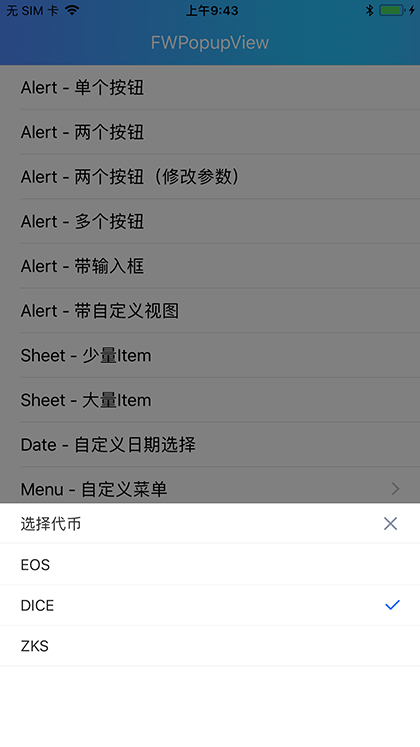 无 SIM 卡 上午9:43
FWPopupView
Alert - 单个按钮
Alert - 两个按钮
Alert - 两个按钮（修改参数）
Alert - 多个按钮
Alert - 带输入框
Alert - 带自定义视图
Sheet - 少量Item
Sheet - 大量Item
Date - 自定义日期选择
Menu - 自定义菜单
选择代币
EOS
DICE
ZKS